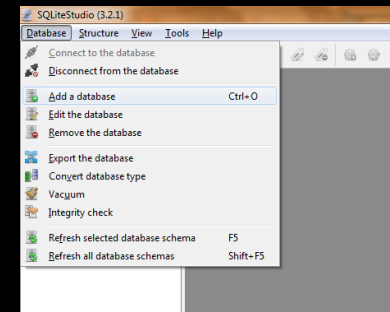 SQLiteStudio (3.2.1)
Database Structure View Tools Help
Connect to the database
Disconnect from the database
Add a database Ctrl+O
Edit the database
Remove the database
Export the database
Convert database type
Vacuum
Integrity check
Refresh selected database schema F5
Refresh all database schemas Shift+F5